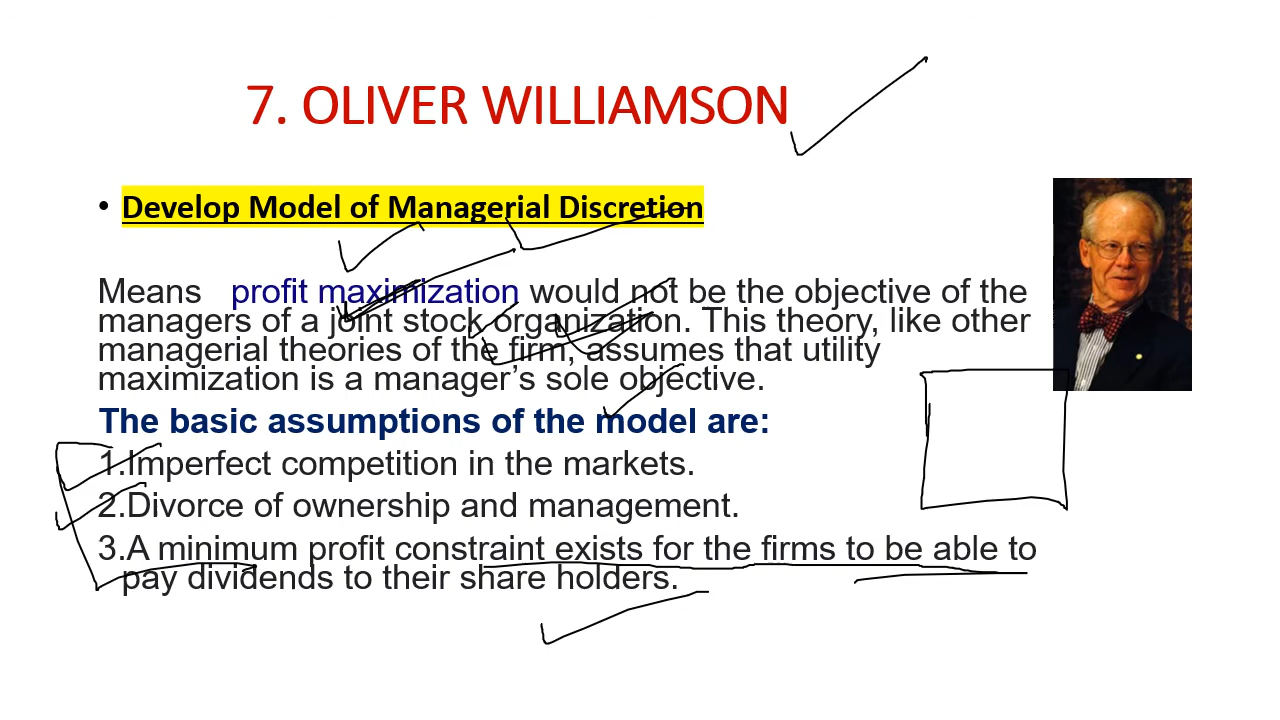 7. OLIVER WILLIAMSON
• Develop Model of Managerial Discretion
Means profit maximization would not be the objective of the
managers of a joint stock organization. This theory, like other
managerial theories of the firm, assumes that utility
maximization is a manager’s sole objective.
The basic assumptions of the model are:
1.Imperfect competition in the markets.
2.Divorce of ownership and management.
3.A minimum profit constraint exists for the firms to be able to
pay dividends to their share holders.